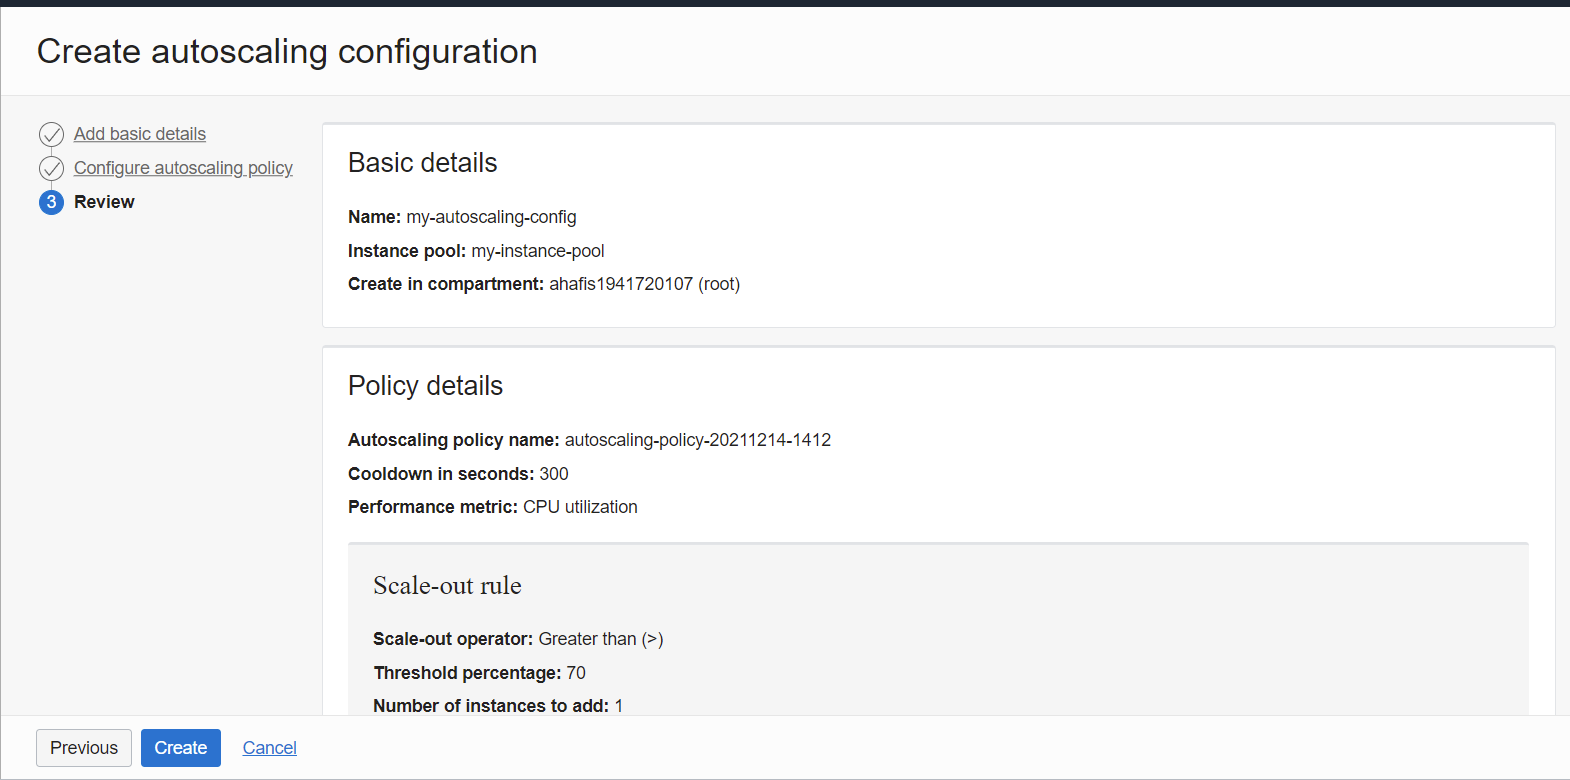 Create autoscaling configuration
Add basic details
Configure autoscaling policy
3 Review
Basic details
Name: my-autoscaling-config
Instance pool: my-instance-pool
Create in compartment: ahafis1941720107 (root)
Policy details
Autoscaling policy name: autoscaling-policy-20211214-1412
Cooldown in seconds: 300
Performance metric: CPU utilization
Scale-out rule
Scale-out operator: Greater than (>)
Threshold percentage: 70
Number of instances to add: 1
Previous Create Cancel